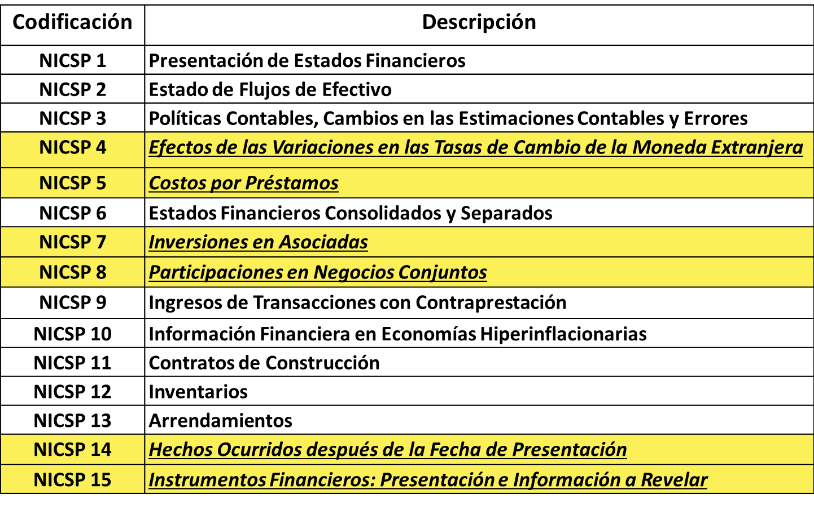 Codificación Descripción
NICSP 1 Presentación de Estados Financieros
NICSP 2 Estado de Flujos de Efectivo
NICSP 3 Políticas Contables, Cambios en las Estimaciones Contables y Errores
NICSP 4 Efectos de las Variaciones en las Tasas de Cambio de la Moneda Extranjera
NICSP 5 Costos por Préstamos
NICSP 6 Estados Financieros Consolidados y Separados
NICSP 7 Inversiones en Asociadas
NICSP 8 Participaciones en Negocios Conjuntos
NICSP 9 Ingresos de Transacciones con Contraprestación
NICSP 10 Información Financiera en Economías Hiperinflacionarias
NICSP 11 Contratos de Construcción
NICSP 12 Inventarios
NICSP 13 Arrendamientos
NICSP 14 Hechos Ocurridos después de la Fecha de Presentación
NICSP 15 Instrumentos Financieros: Presentación e Información a Revelar